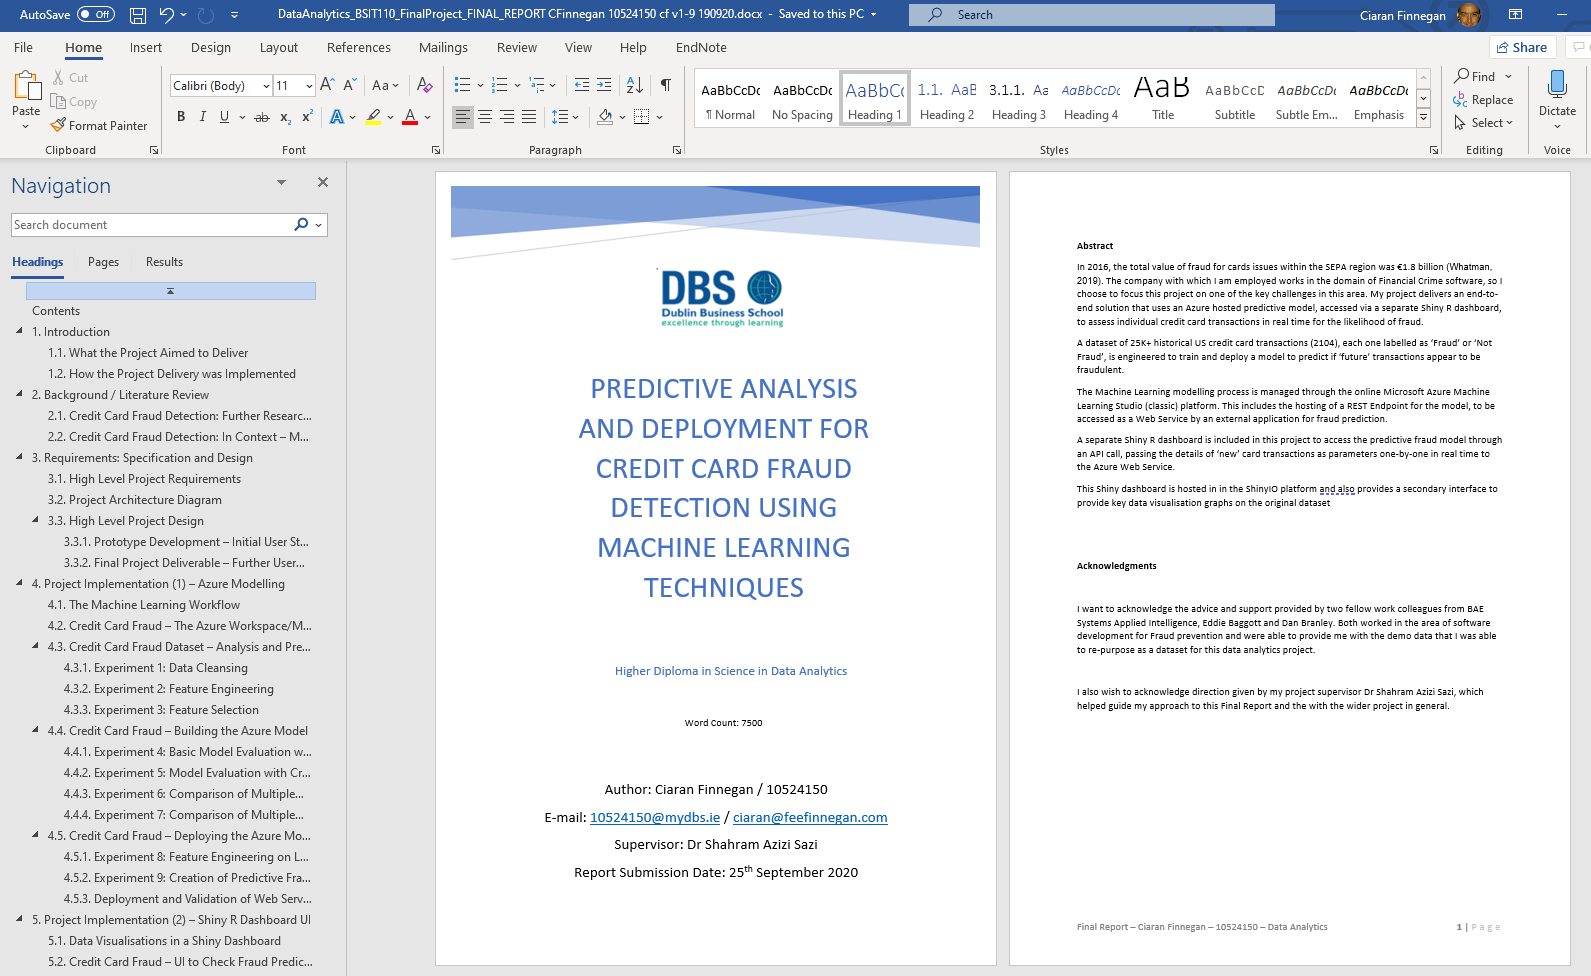 AutoSave Off DataAnalytics_BSIT110_FinalProject_FINAL_REPORT CFinnegan 10524150 cf v1-9 190920.docx - Saved to this PC Search Ciaran Finnegan
File Home Insert Design Layout References Mailings Review View Help EndNote Share
Paste Cut Copy Format Painter
Clipboard
Calibri (Body) 11
Font
Paragraph
AaBbCcDc AaBbCcDc AaBbC( 1.1. AaB 3.1.1. Aa AaBbCcDc AaB AaBbCcD AaBbCcDc AaBbCcDc
¶ Normal No Spacing Heading 1 Heading 2 Heading 3 Heading 4 Title Subtitle Subtle Em... Emphasis
Styles
Find
Replace
Select
Editing
Dictate
Voice
Navigation
Search document
Headings Pages Results
Contents
1. Introduction
1.1. What the Project Aimed to Deliver
1.2. How the Project Delivery was Implemented
2. Background / Literature Review
2.1. Credit Card Fraud Detection: Further Researc...
2.2. Credit Card Fraud Detection: In Context – M...
3. Requirements: Specification and Design
3.1. High Level Project Requirements
3.2. Project Architecture Diagram
3.3. High Level Project Design
3.3.1. Prototype Development – Initial User St...
3.3.2. Final Project Deliverable – Further User...
4. Project Implementation (1) – Azure Modelling
4.1. The Machine Learning Workflow
4.2. Credit Card Fraud – The Azure Workspace/M...
4.3. Credit Card Fraud Dataset – Analysis and Pre...
4.3.1. Experiment 1: Data Cleansing
4.3.2. Experiment 2: Feature Engineering
4.3.3. Experiment 3: Feature Selection
4.4. Credit Card Fraud – Building the Azure Model
4.4.1. Experiment 4: Basic Model Evaluation w...
4.4.2. Experiment 5: Model Evaluation with Cr...
4.4.3. Experiment 6: Comparison of Multiple...
4.4.4. Experiment 7: Comparison of Multiple...
4.5. Credit Card Fraud – Deploying the Azure Mo...
4.5.1. Experiment 8: Feature Engineering on L...
4.5.2. Experiment 9: Creation of Predictive Fra...
4.5.3. Deployment and Validation of Web Serv...
5. Project Implementation (2) – Shiny R Dashboard UI
5.1. Data Visualisations in a Shiny Dashboard
5.2. Credit Card Fraud – UI to Check Fraud Predic...
DBS
Dublin Business School
excellence through learning
PREDICTIVE ANALYSIS
AND DEPLOYMENT FOR
CREDIT CARD FRAUD
DETECTION USING
MACHINE LEARNING
TECHNIQUES
Higher Diploma in Science in Data Analytics
Word Count: 7500
Author: Ciaran Finnegan / 10524150
E-mail: 10524150@mydbs.ie / ciaran@feefinnegan.com
Supervisor: Dr Shahram Azizi Sazi
Report Submission Date: 25th September 2020
Abstract
In 2016, the total value of fraud for cards issues within the SEPA region was €1.8 billion (Whatman,
2019). The company with which I am employed works in the domain of Financial Crime software, so I
choose to focus this project on one of the key challenges in this area. My project delivers an end-to-
end solution that uses an Azure hosted predictive model, accessed via a separate Shiny R dashboard,
to assess individual credit card transactions in real time for the likelihood of fraud.
A dataset of 25K+ historical US credit card transactions (2104), each one labelled as ‘Fraud’ or ‘Not
Fraud’, is engineered to train and deploy a model to predict if ‘future’ transactions appear to be
fraudulent.
The Machine Learning modelling process is managed through the online Microsoft Azure Machine
Learning Studio (classic) platform. This includes the hosting of a REST Endpoint for the model, to be
accessed as a Web Service by an external application for fraud prediction.
A separate Shiny R dashboard is included in this project to access the predictive fraud model through
an API call, passing the details of ‘new’ card transactions as parameters one-by-one in real time to
the Azure Web Service.
This Shiny dashboard is hosted in in the ShinyIO platform and also provides a secondary interface to
provide key data visualisation graphs on the original dataset
Acknowledgments
I want to acknowledge the advice and support provided by two fellow work colleagues from BAE
Systems Applied Intelligence, Eddie Baggott and Dan Branley. Both worked in the area of software
development for Fraud prevention and were able to provide me with the demo data that I was able
to re-purpose as a dataset for this data analytics project.
I also wish to acknowledge direction given by my project supervisor Dr Shahram Azizi Sazi, which
helped guide my approach to this Final Report and the with the wider project in general.
Final Report – Ciaran Finnegan – 10524150 – Data Analytics 1 | Page